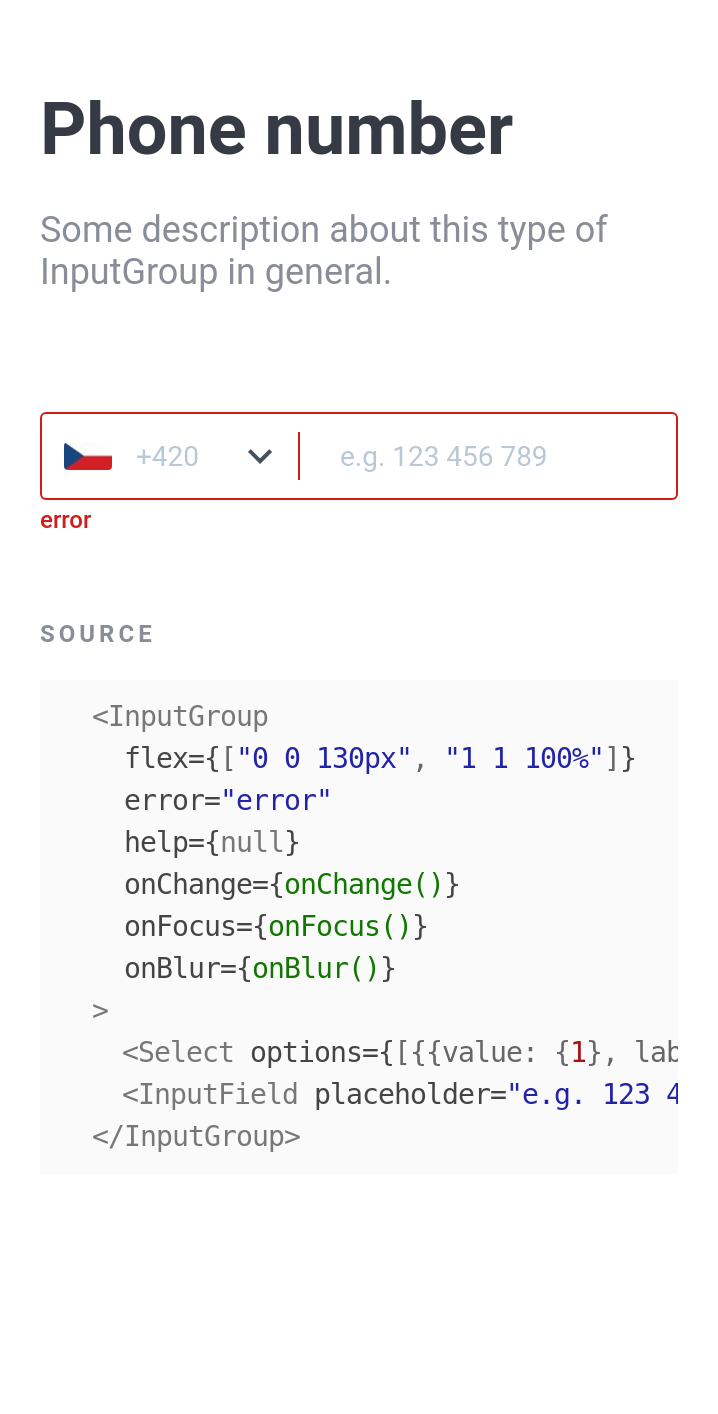 Phone number
Some description about this type of
InputGroup in general.
+420 e.g. 123 456 789
error
SOURCE
<InputGroup
flex={["0 0 130px", "1 1 100%"]}
error="error"
help={null}
onChange={onChange()}
onFocus={onFocus()}
onBlur={onBlur()}
>
<Select options={[{{value: {1}, lab
<InputField placeholder="e.g. 123 4
</InputGroup>